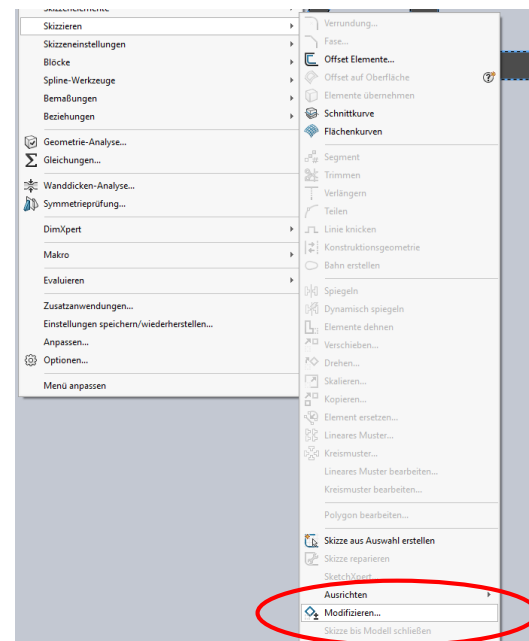 Skizzenelemente
Skizzieren
Skizzeneinstellungen
Blöcke
Spline-Werkzeuge
Bemaßungen
Beziehungen
Geometrie-Analyse...
Gleichungen...
Wanddicken-Analyse...
Symmetrieprüfung...
DimXpert
Makro
Evaluieren
Zusatzanwendungen...
Einstellungen speichern/wiederherstellen...
Anpassen...
Optionen...
Menü anpassen
Verrundung...
Fase...
Offset Elemente...
Offset auf Oberfläche
Elemente übernehmen
Schnittkurve
Flächenkurven
Segment
Trimmen
Verlängern
Teilen
Linie knicken
Konstruktionsgeometrie
Bahn erstellen
Spiegeln
Dynamisch spiegeln
Elemente dehnen
Verschieben...
Drehen...
Skalieren...
Kopieren...
Element ersetzen...
Lineares Muster...
Kreismuster...
Lineares Muster bearbeiten...
Kreismuster bearbeiten...
Polygon bearbeiten...
Skizze aus Auswahl erstellen
Skizze reparieren
SketchXpert...
Ausrichten
Modifizieren...
Skizze bis Modell schließen